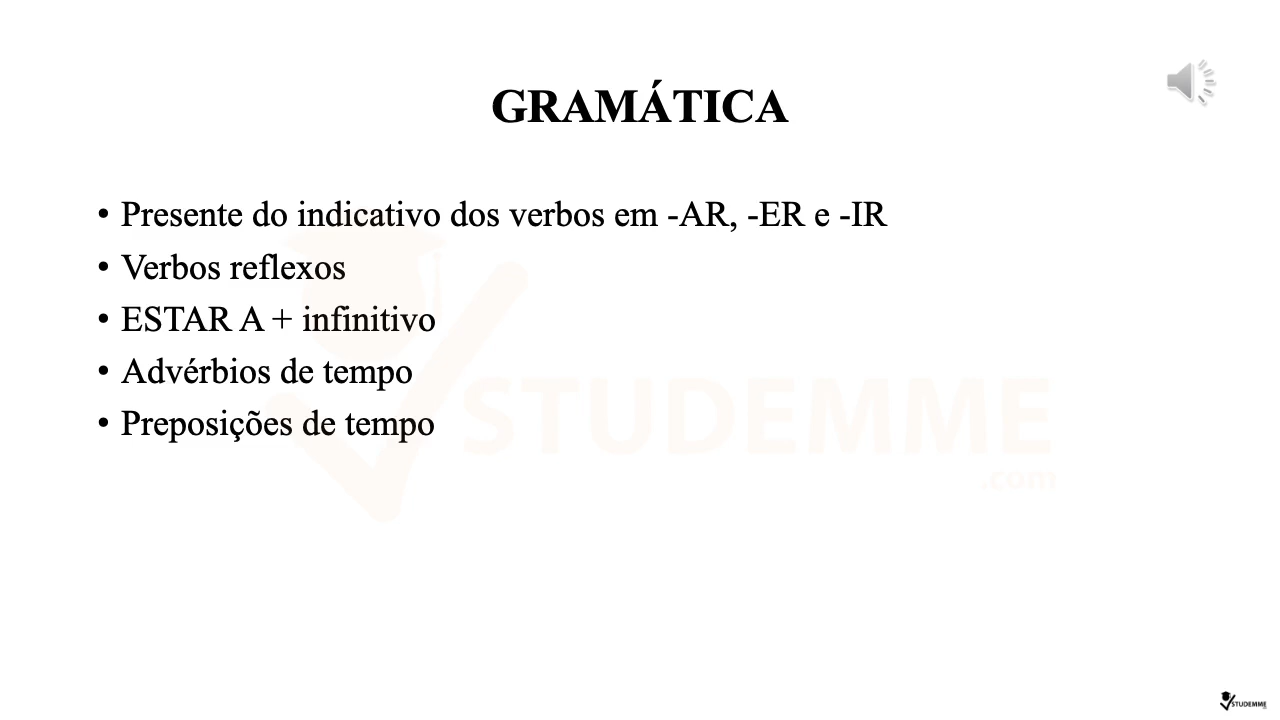 GRAMÁTICA
• Presente do indicativo dos verbos em -AR, -ER e -IR
• Verbos reflexos
• ESTAR A + infinitivo
• Advérbios de tempo
• Preposições de tempo
STUDEMME
.com
STUDEMME